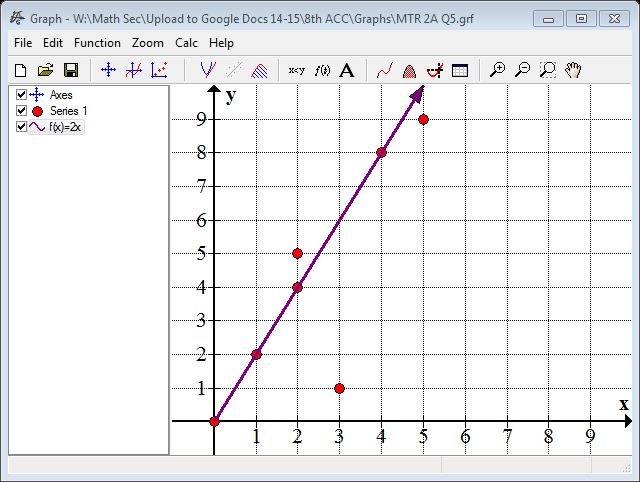 Graph - W:\Math Sec\Upload to Google Docs 14-15\8th ACC\Graphs\MTR 2A Q5.grf
File Edit Function Zoom Calc Help
x<y f(x) A
Axes
Series 1
f(x)=2x
y
9
8
7
6
5
4
3
2
1
x
1 2 3 4 5 6 7 8 9